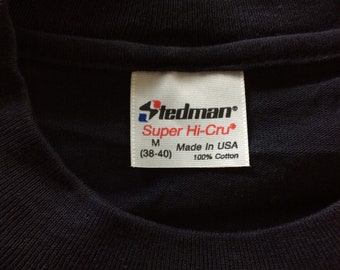 Stedman®
Super Hi-Cru®
M
(38-40) Made In USA
100% Cotton